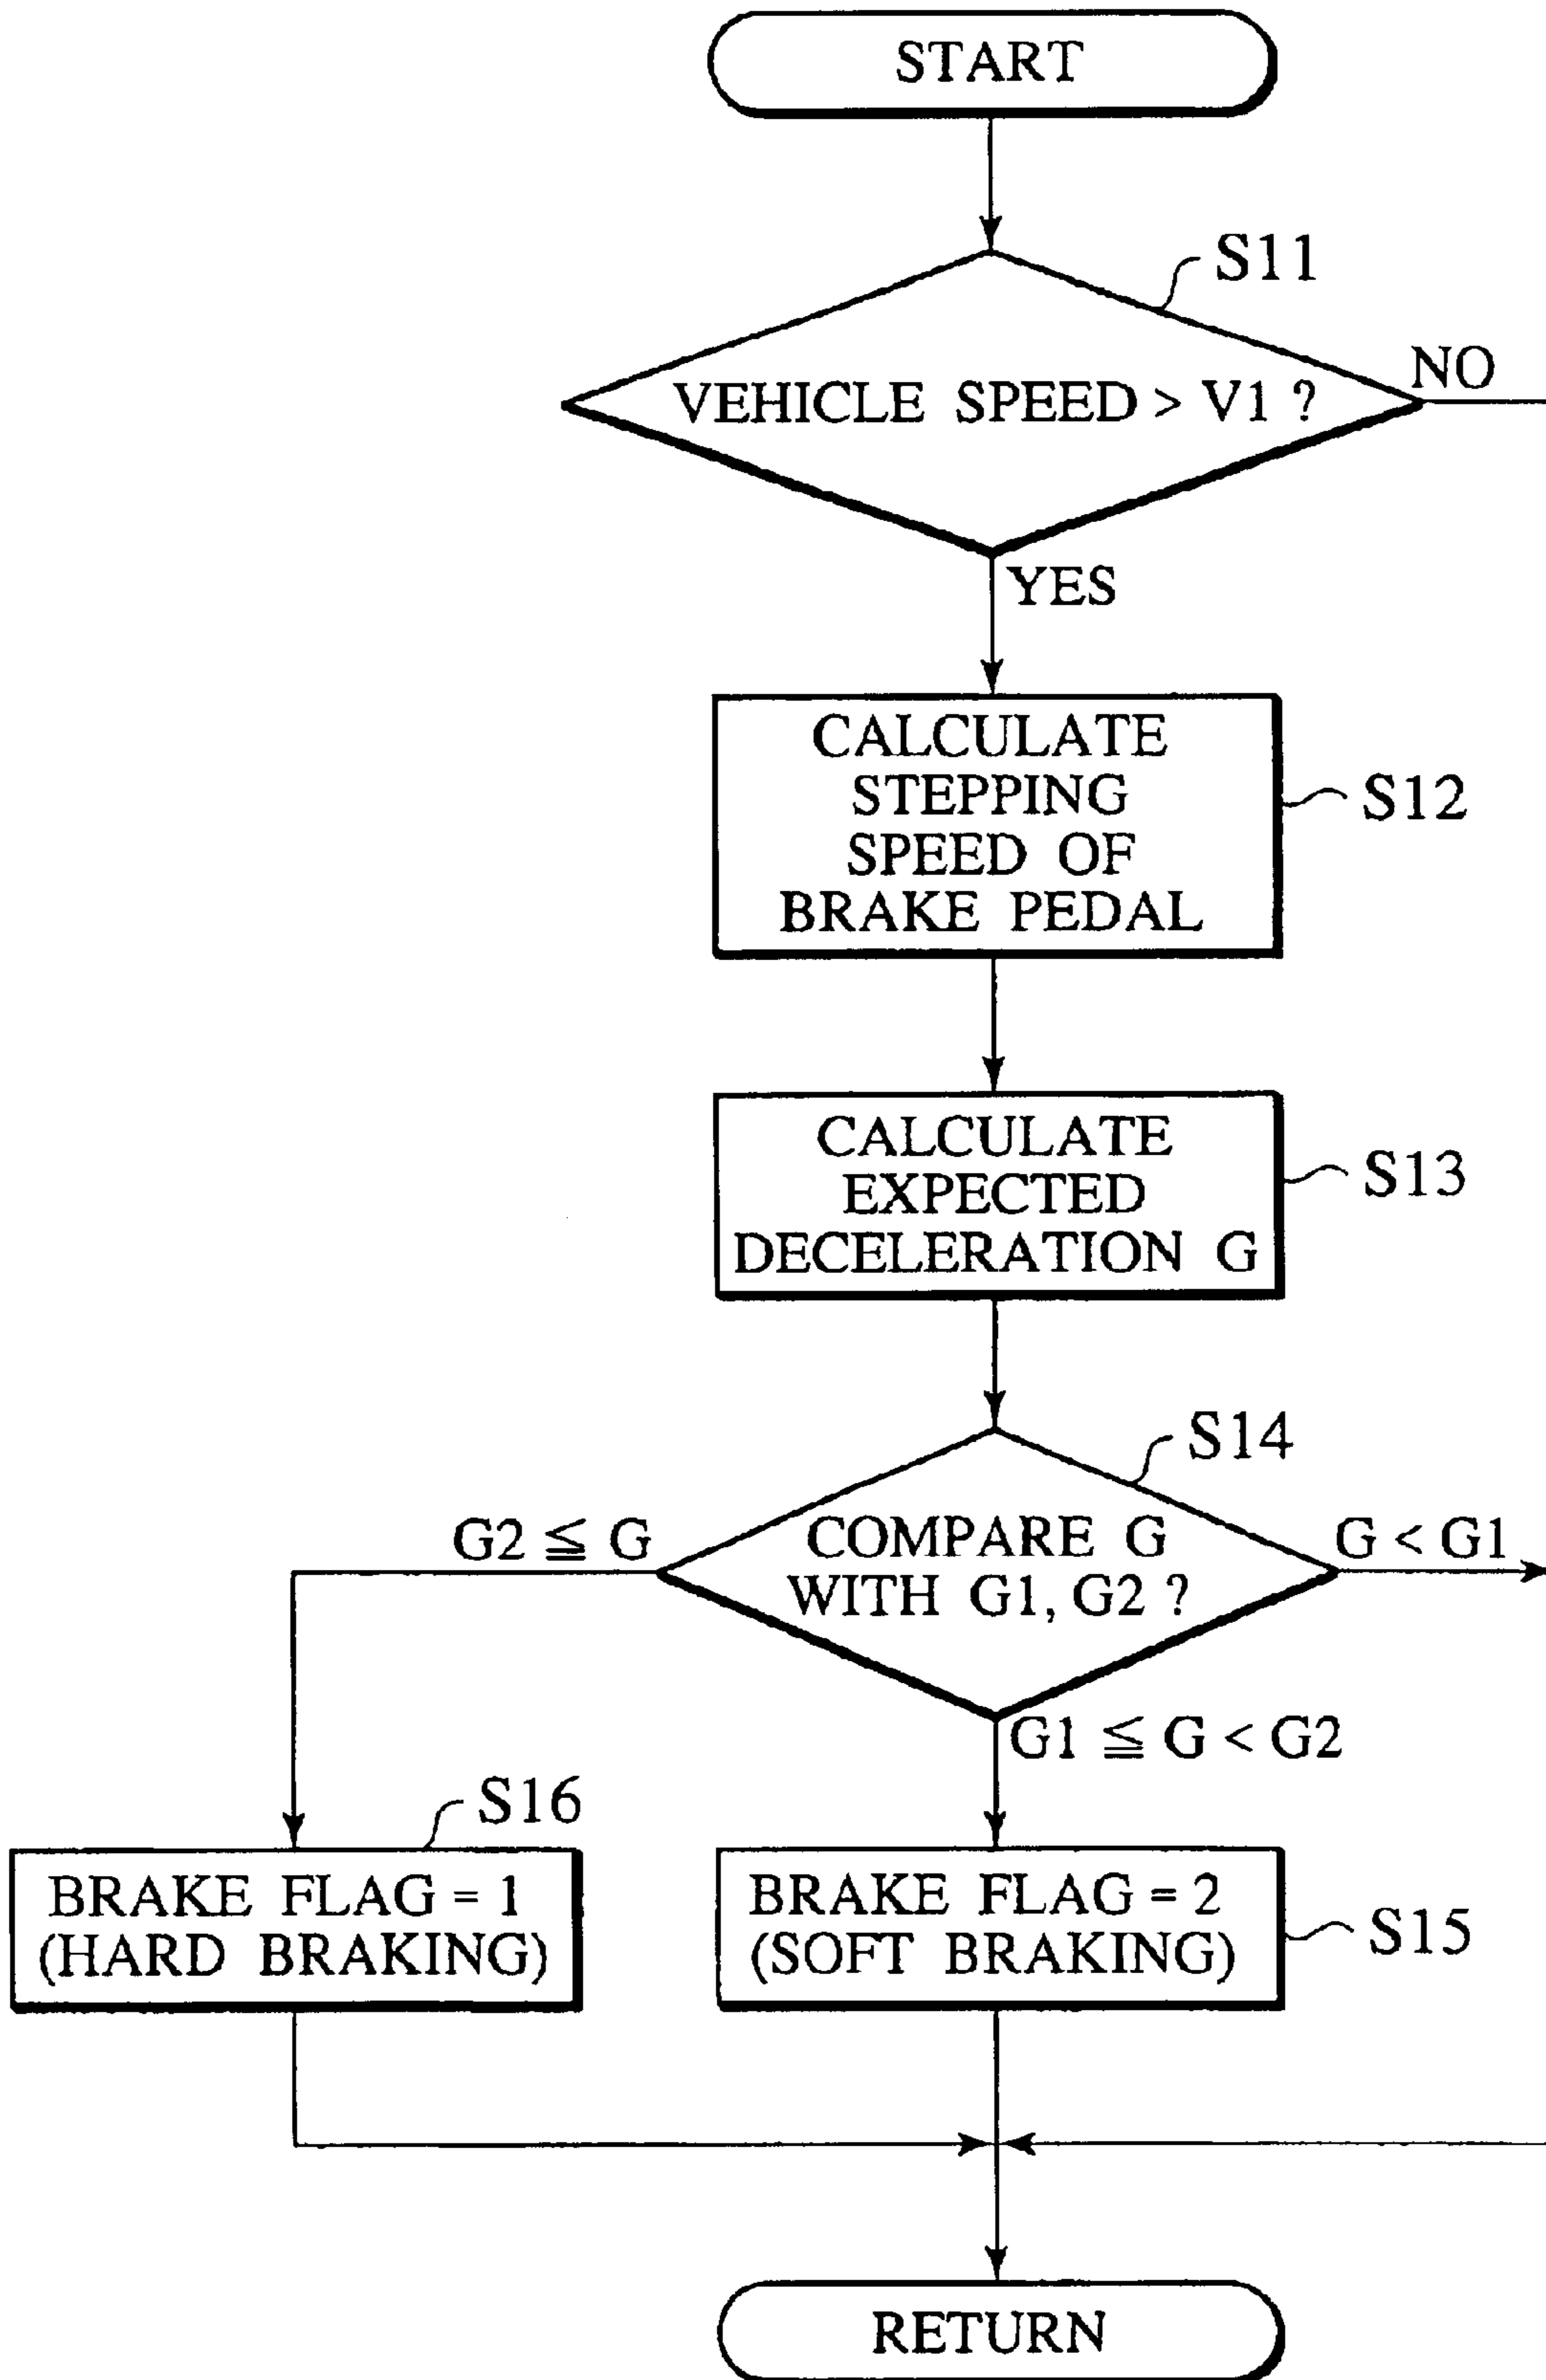 START
S11
VEHICLE SPEED > V1 ?
NO
YES
CALCULATE
STEPPING
SPEED OF
BRAKE PEDAL
S12
CALCULATE
EXPECTED
DECELERATION G
S13
S14
G2 ≦ G
COMPARE G
WITH G1, G2 ?
G < G1
G1 ≦ G < G2
S16
BRAKE FLAG = 1
(HARD BRAKING)
BRAKE FLAG = 2
(SOFT BRAKING)
S15
RETURN